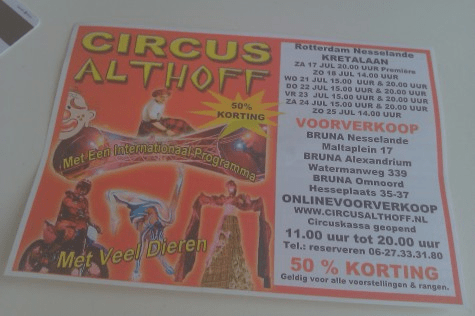 CIRCUS
ALTHOFF
50%
KORTING
Met Een Internationaal Programma
Met Veel Dieren
Rotterdam Nesselande
KRETALAAN
ZA 17 JUL 20.00 UUR Premiere
ZO 18 JUL 14.00 UUR
WO 21 JUL 15.00 UUR & 20.00 UUR
DO 22 JUL 15.00 UUR & 20.00 UUR
VR 23 JUL 15.00 UUR & 20.00 UUR
ZA 24 JUL 15.00 UUR & 20.00 UUR
ZO 25 JUL 14.00 UUR
VOORVERKOOP
BRUNA Nesselande
Maltaplein 17
BRUNA Alexandrium
Watermanweg 339
BRUNA Omnoord
Hesseplaats 35-37
ONLINEVOORVERKOOP
WWW.CIRCUSALTHOFF.NL
Circuskassa geopend
11.00 uur tot 20.00 uur
Tel.: reserveren 06-27.33.31.80
50 % KORTING
Geldig voor alle voorstellingen & rangen.